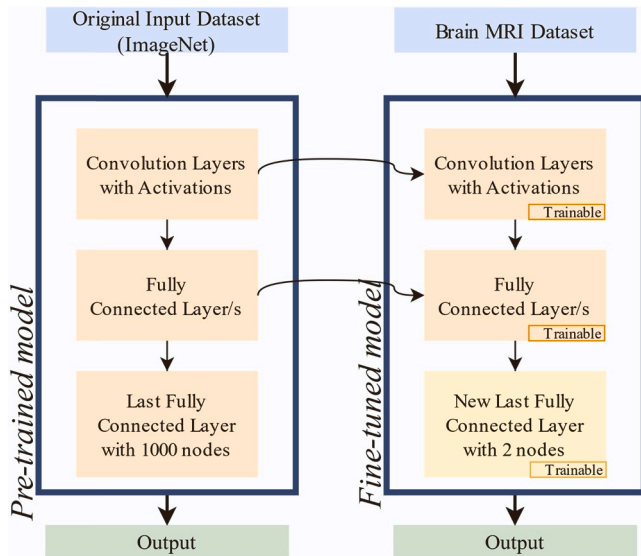 Original Input Dataset
(ImageNet)
Convolution Layers
with Activations
Fully
Connected Layer/s
Last Fully
Connected Layer
with 1000 nodes
Output
Pre-trained model
Brain MRI Dataset
Convolution Layers
with Activations
Trainable
Fully
Connected Layer/s
Trainable
New Last Fully
Connected Layer
with 2 nodes
Trainable
Output
Fine-tuned model